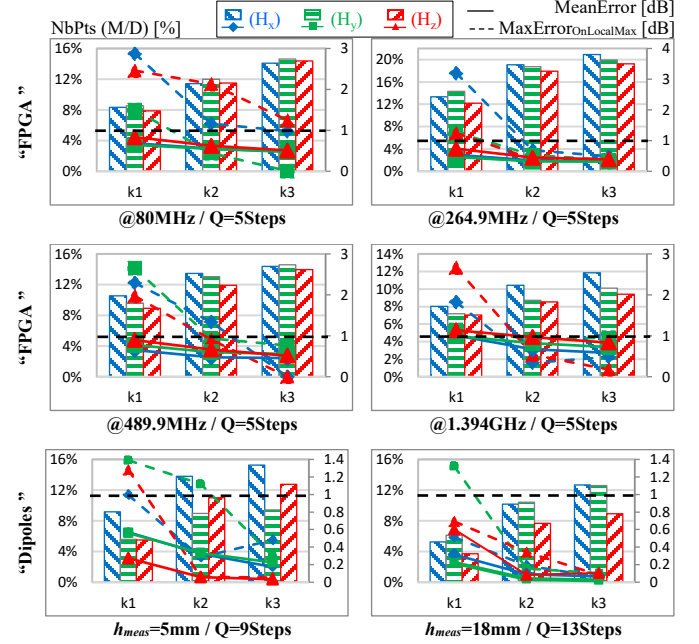 NbPts (M/D) [%] (Hx) (Hy) (Hz) MeanError [dB]
MaxErrorOnLocalMax [dB]
“FPGA”
16% 12% 8% 4% 0%
3 2 1 0
k1 k2 k3
@80MHz / Q=5Steps
20% 16% 12% 8% 4% 0%
4 3 2 1 0
k1 k2 k3
@264.9MHz / Q=5Steps
“FPGA”
16% 12% 8% 4% 0%
3 2 1 0
k1 k2 k3
@489.9MHz / Q=5Steps
14% 12% 10% 8% 6% 4% 2% 0%
3 2 1 0
k1 k2 k3
@1.394GHz / Q=5Steps
“Dipoles”
16% 12% 8% 4% 0%
1.4 1.2 1 0.8 0.6 0.4 0.2 0
k1 k2 k3
hmeas=5mm / Q=9Steps
16% 12% 8% 4% 0%
1.4 1.2 1 0.8 0.6 0.4 0.2 0
k1 k2 k3
hmeas=18mm / Q=13Steps